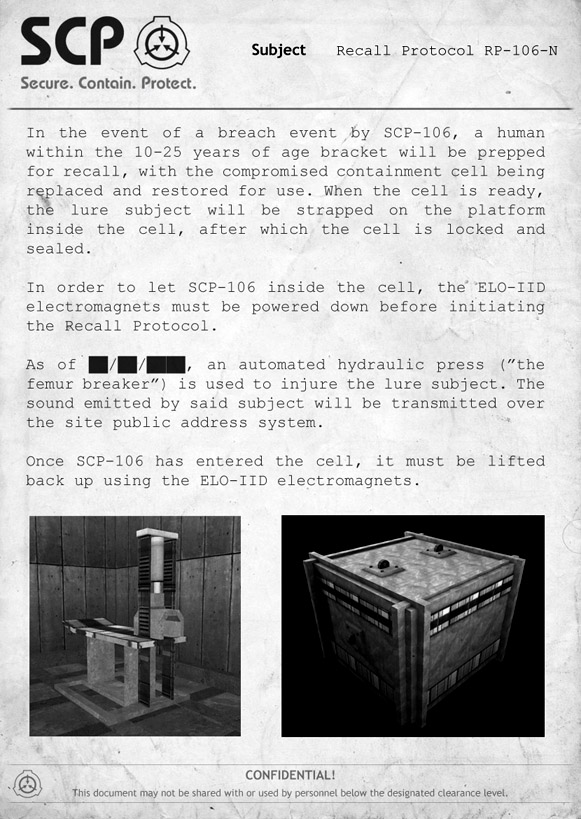 SCP
Secure. Contain. Protect.
Subject Recall Protocol RP-106-N
In the event of a breach event by SCP-106, a human
within the 10-25 years of age bracket will be prepped
for recall, with the compromised containment cell being
replaced and restored for use. When the cell is ready,
the lure subject will be strapped on the platform
inside the cell, after which the cell is locked and
sealed.
In order to let SCP-106 inside the cell, the ELO-IID
electromagnets must be powered down before initiating
the Recall Protocol.
As of ██/██/███, an automated hydraulic press ("the
femur breaker") is used to injure the lure subject. The
sound emitted by said subject will be transmitted over
the site public address system.
Once SCP-106 has entered the cell, it must be lifted
back up using the ELO-IID electromagnets.
CONFIDENTIAL!
This document may not be shared with or used by personnel below the designated clearance level.